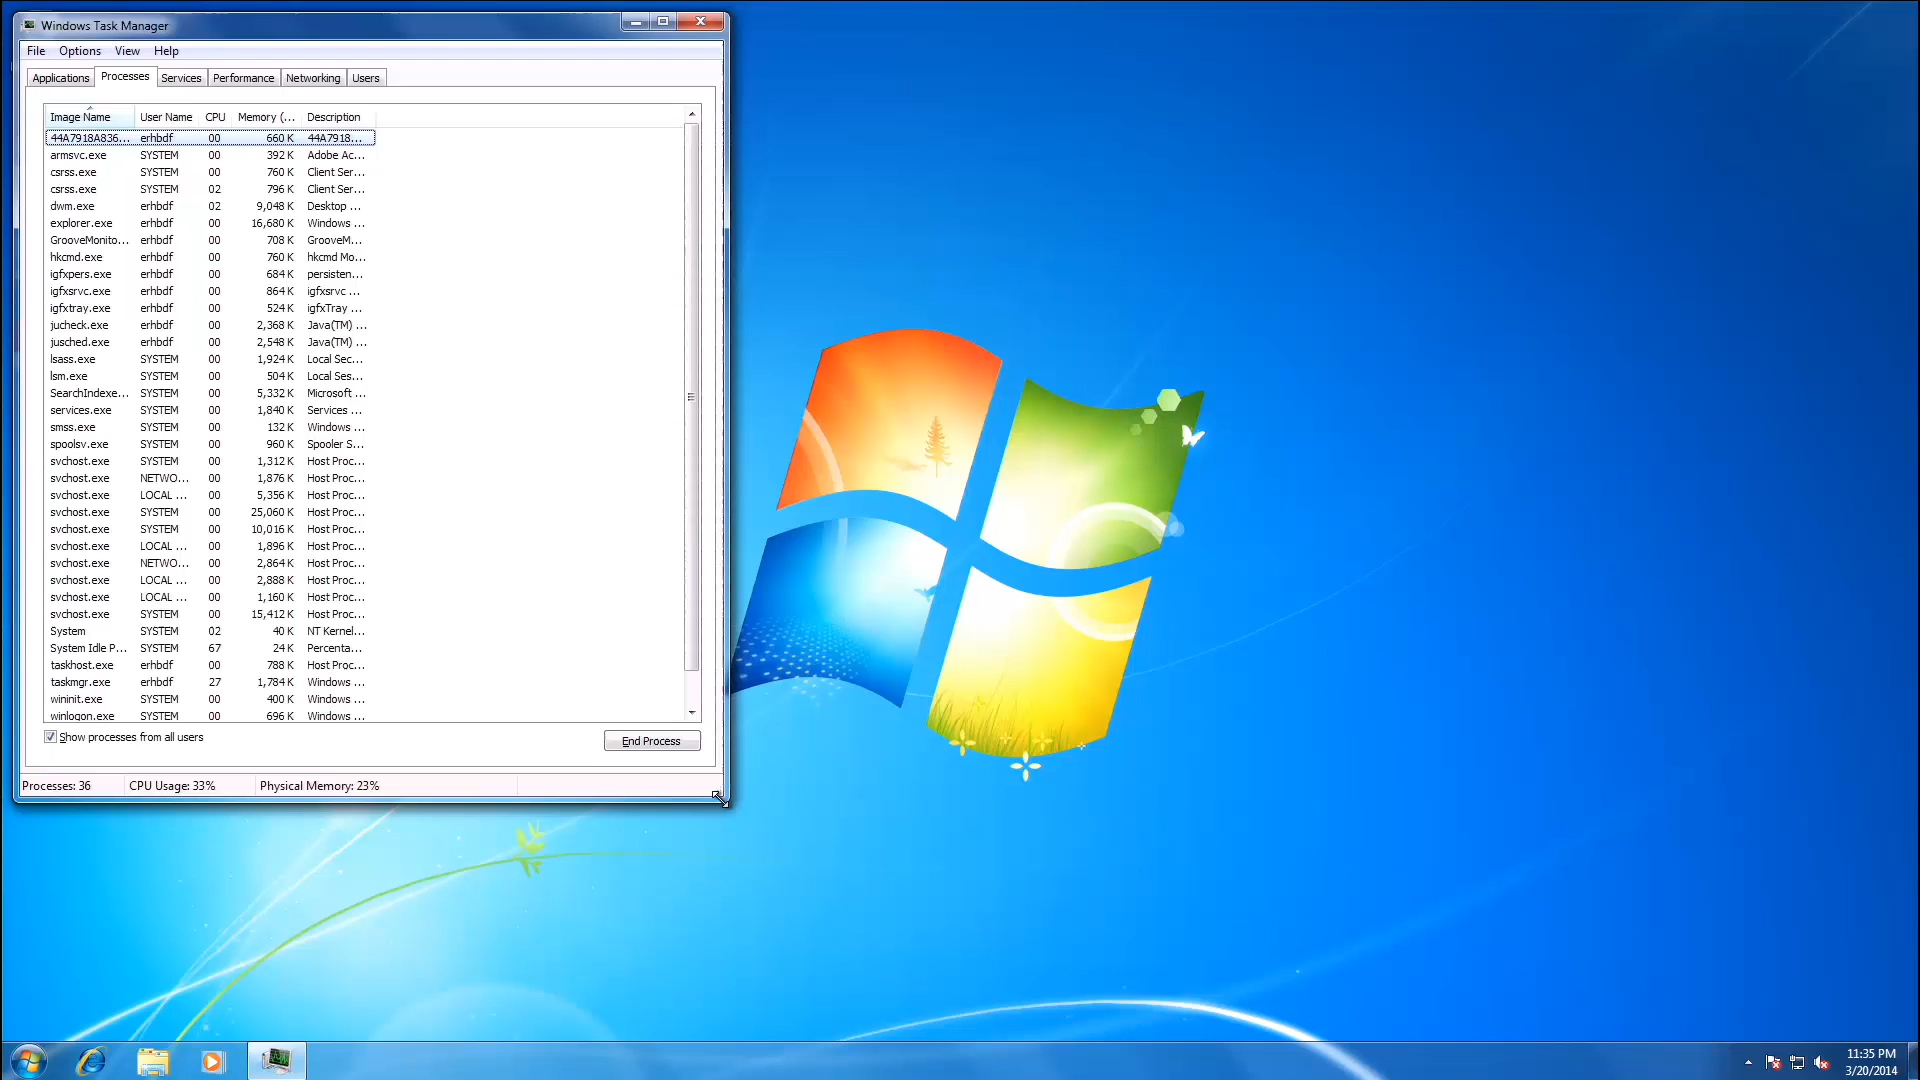 Windows Task Manager
File Options View Help
Applications Processes Services Performance Networking Users
Image Name User Name CPU Memory (... Description
44A7918A836... erhbdf 00 660 K 44A7918...
armsvc.exe SYSTEM 00 392 K Adobe Ac...
csrss.exe SYSTEM 00 760 K Client Ser...
csrss.exe SYSTEM 02 796 K Client Ser...
dwm.exe erhbdf 02 9,048 K Desktop ...
explorer.exe erhbdf 00 16,680 K Windows ...
GrooveMonito... erhbdf 00 708 K GrooveM...
hkcmd.exe erhbdf 00 760 K hkcmd Mo...
igfxpers.exe erhbdf 00 684 K persisten...
igfxsrvc.exe erhbdf 00 864 K igfxsrvc ...
igfxtray.exe erhbdf 00 524 K igfxTray ...
jucheck.exe erhbdf 00 2,368 K Java(TM) ...
jusched.exe erhbdf 00 2,548 K Java(TM) ...
lsass.exe SYSTEM 00 1,924 K Local Sec...
lsm.exe SYSTEM 00 504 K Local Ses...
SearchIndexe... SYSTEM 00 5,332 K Microsoft ...
services.exe SYSTEM 00 1,840 K Services ...
smss.exe SYSTEM 00 132 K Windows ...
spoolsv.exe SYSTEM 00 960 K Spooler S...
svchost.exe SYSTEM 00 1,312 K Host Proc...
svchost.exe NETWO... 00 1,876 K Host Proc...
svchost.exe LOCAL ... 00 5,356 K Host Proc...
svchost.exe SYSTEM 00 25,060 K Host Proc...
svchost.exe SYSTEM 00 10,016 K Host Proc...
svchost.exe LOCAL ... 00 1,896 K Host Proc...
svchost.exe NETWO... 00 2,864 K Host Proc...
svchost.exe LOCAL ... 00 2,888 K Host Proc...
svchost.exe LOCAL ... 00 1,160 K Host Proc...
svchost.exe SYSTEM 00 15,412 K Host Proc...
System SYSTEM 02 40 K NT Kernel...
System Idle P... SYSTEM 67 24 K Percenta...
taskhost.exe erhbdf 00 788 K Host Proc...
taskmgr.exe erhbdf 27 1,784 K Windows ...
wininit.exe SYSTEM 00 400 K Windows ...
winlogon.exe SYSTEM 00 696 K Windows ...
Show processes from all users
End Process
Processes: 36 CPU Usage: 33% Physical Memory: 23%
11:35 PM
3/20/2014